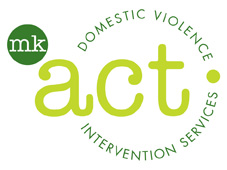 mk
act
DOMESTIC VIOLENCE
INTERVENTION SERVICES